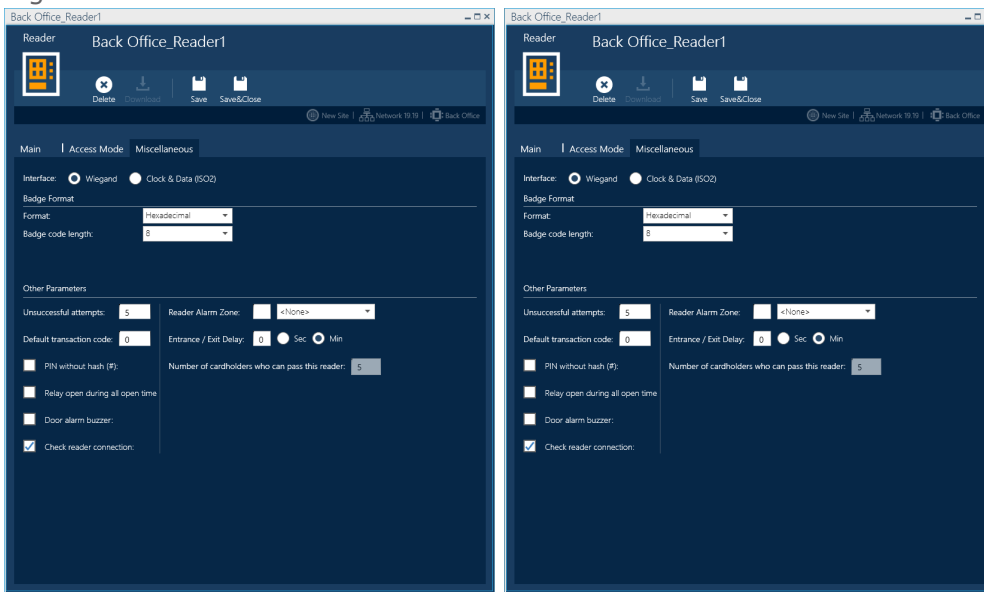 Back Office_Reader1
Reader
Back Office_Reader1
Delete Download Save Save&Close
New Site | Network 19.19 | Back Office
Main | Access Mode Miscellaneous
Interface: Wiegand Clock & Data (ISO2)
Badge Format
Format: Hexadecimal
Badge code length: 8
Other Parameters
Unsuccessful attempts: 5 Reader Alarm Zone: <None>
Default transaction code: 0 Entrance / Exit Delay: 0 Sec Min
PIN without hash (#): Number of cardholders who can pass this reader: 5
Relay open during all open time
Door alarm buzzer:
Check reader connection:
Back Office_Reader1
Reader
Back Office_Reader1
Delete Download Save Save&Close
New Site | Network 19.19 | Back Office
Main | Access Mode Miscellaneous
Interface: Wiegand Clock & Data (ISO2)
Badge Format
Format: Hexadecimal
Badge code length: 8
Other Parameters
Unsuccessful attempts: 5 Reader Alarm Zone: <None>
Default transaction code: 0 Entrance / Exit Delay: 0 Sec Min
PIN without hash (#): Number of cardholders who can pass this reader: 5
Relay open during all open time
Door alarm buzzer:
Check reader connection: